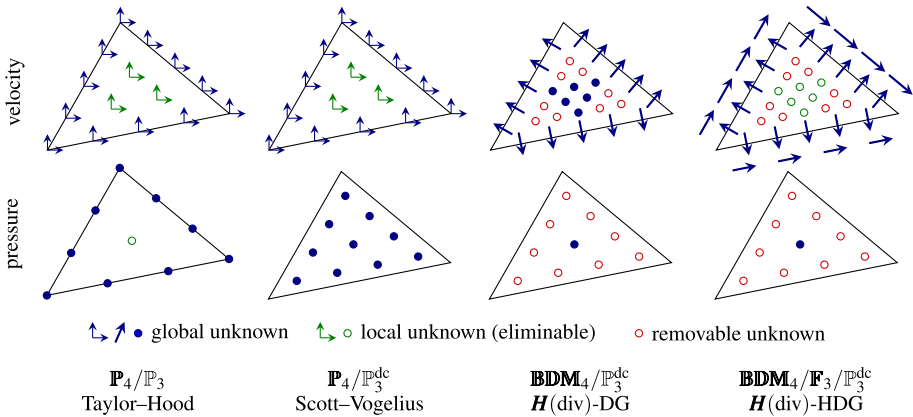 velocity
pressure
global unknown
local unknown (eliminable)
removable unknown
ℙ₄/ℙ₃
Taylor–Hood
ℙ₄/ℙ₃ᵈᶜ
Scott–Vogelius
𝔹𝔻𝕄₄/ℙ₃ᵈᶜ
H(div)-DG
𝔹𝔻𝕄₄/𝔽₃/ℙ₃ᵈᶜ
H(div)-HDG